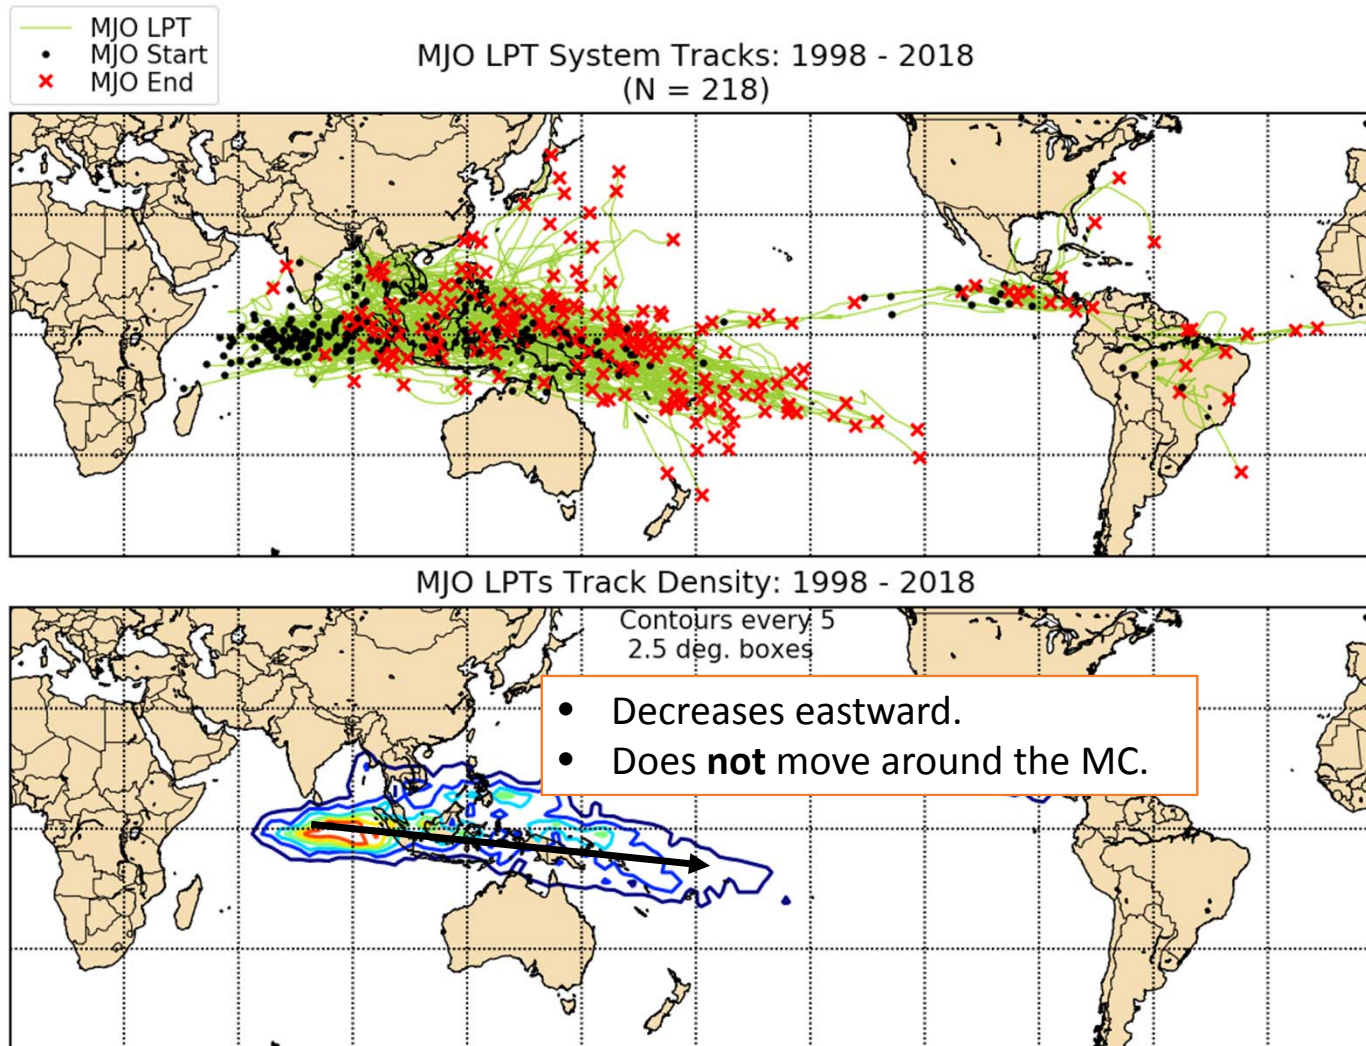 MJO LPT
MJO Start
MJO End
MJO LPT System Tracks: 1998 - 2018
(N = 218)
MJO LPTs Track Density: 1998 - 2018
Contours every 5
2.5 deg. boxes
• Decreases eastward.
• Does not move around the MC.